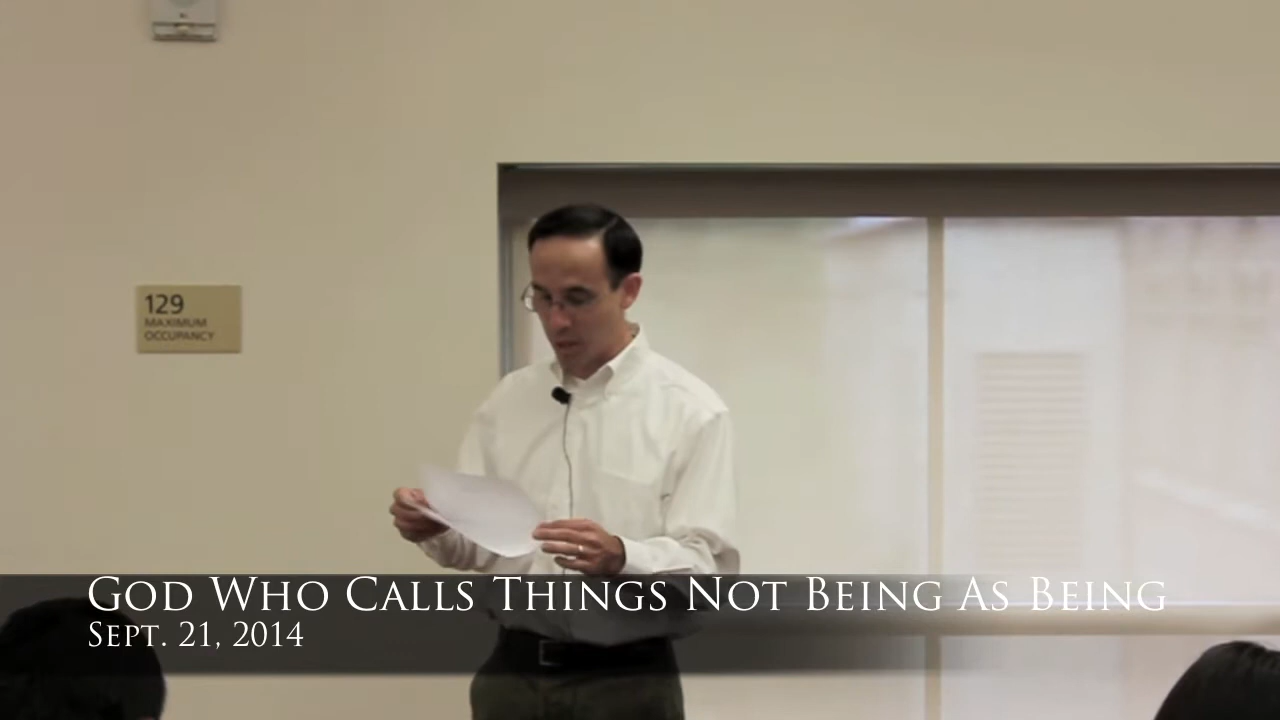 129
MAXIMUM
OCCUPANCY
God Who Calls Things Not Being As Being
Sept. 21, 2014